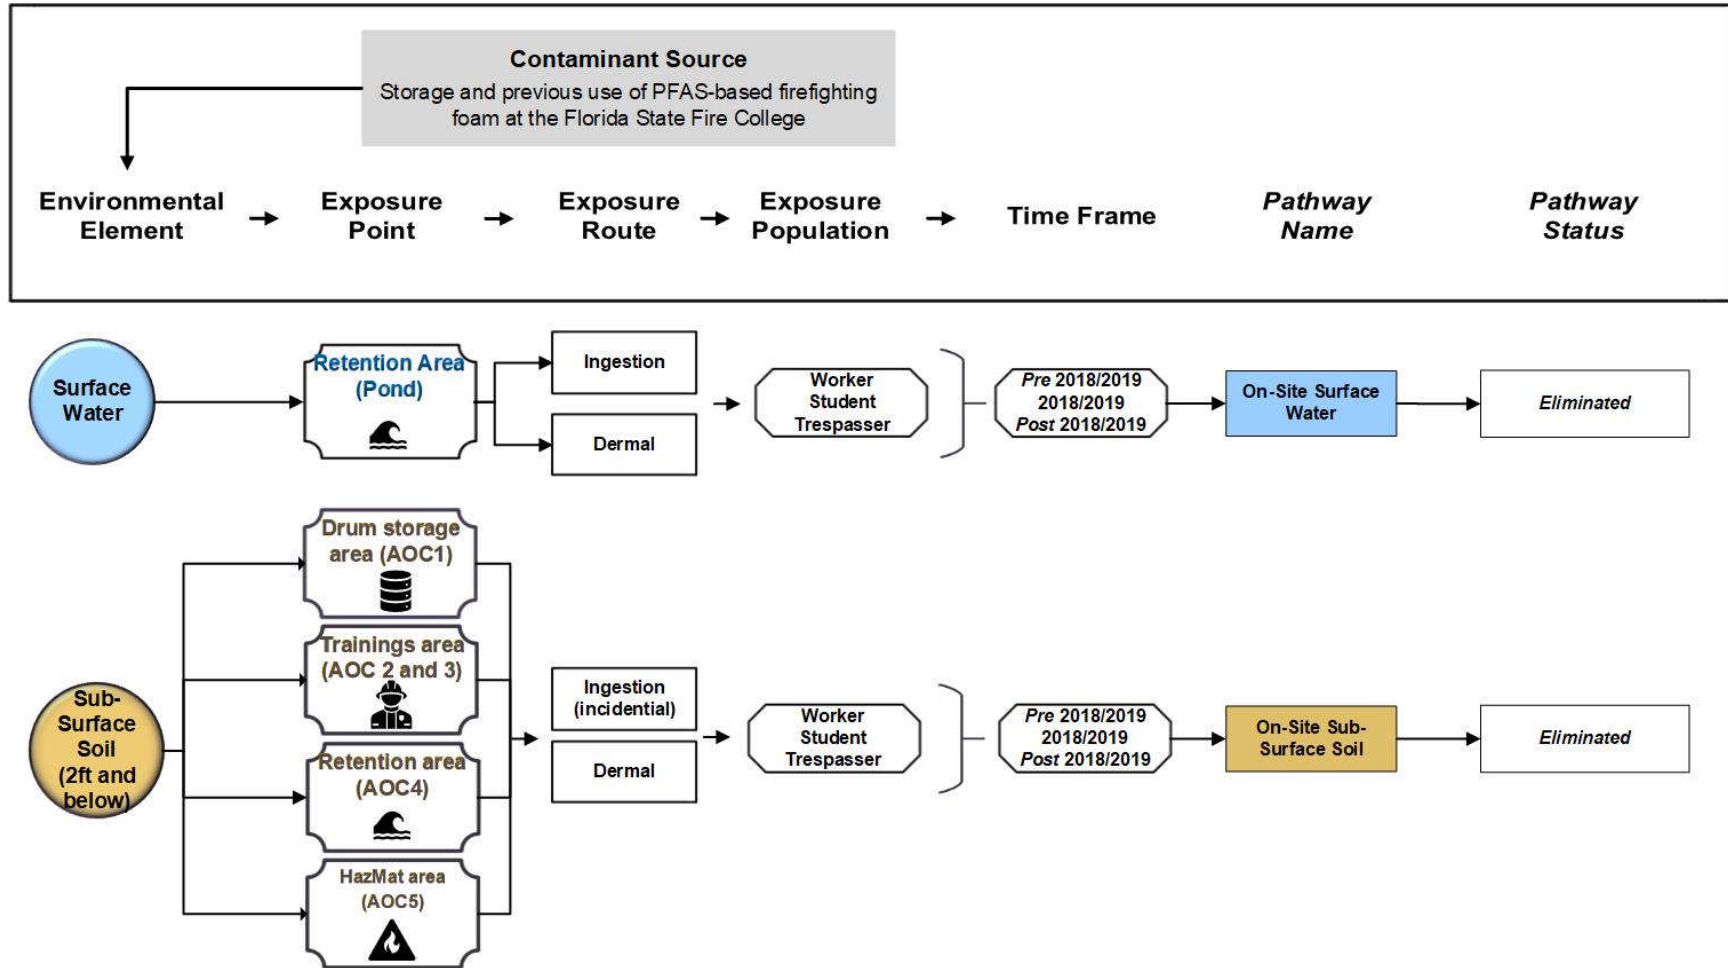 Contaminant Source
Storage and previous use of PFAS-based firefighting
foam at the Florida State Fire College
Environmental
Element
Exposure
Point
Exposure
Route
Exposure
Population
Time Frame
Pathway
Name
Pathway
Status
Surface
Water
Retention Area
(Pond)
Ingestion
Dermal
Worker
Student
Trespasser
Pre 2018/2019
2018/2019
Post 2018/2019
On-Site Surface
Water
Eliminated
Sub-
Surface
Soil
(2ft and
below)
Drum storage
area (AOC1)
Trainings area
(AOC 2 and 3)
Retention area
(AOC4)
HazMat area
(AOC5)
Ingestion
(incidential)
Dermal
Worker
Student
Trespasser
Pre 2018/2019
2018/2019
Post 2018/2019
On-Site Sub-
Surface Soil
Eliminated